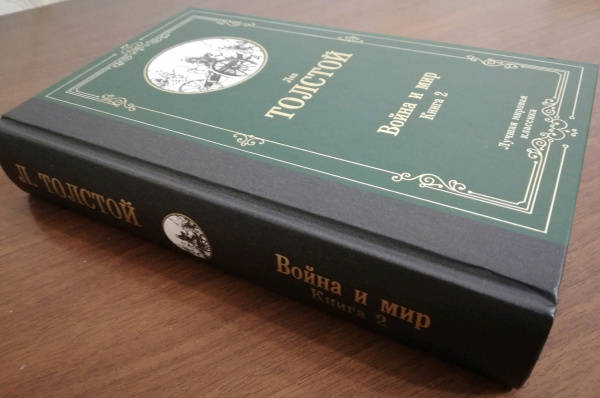 Лев
ТОЛСТОЙ
Война и мир
Книга 2
Лучшая мировая
классика
Л. ТОЛСТОЙ
Война и мир
Книга 2